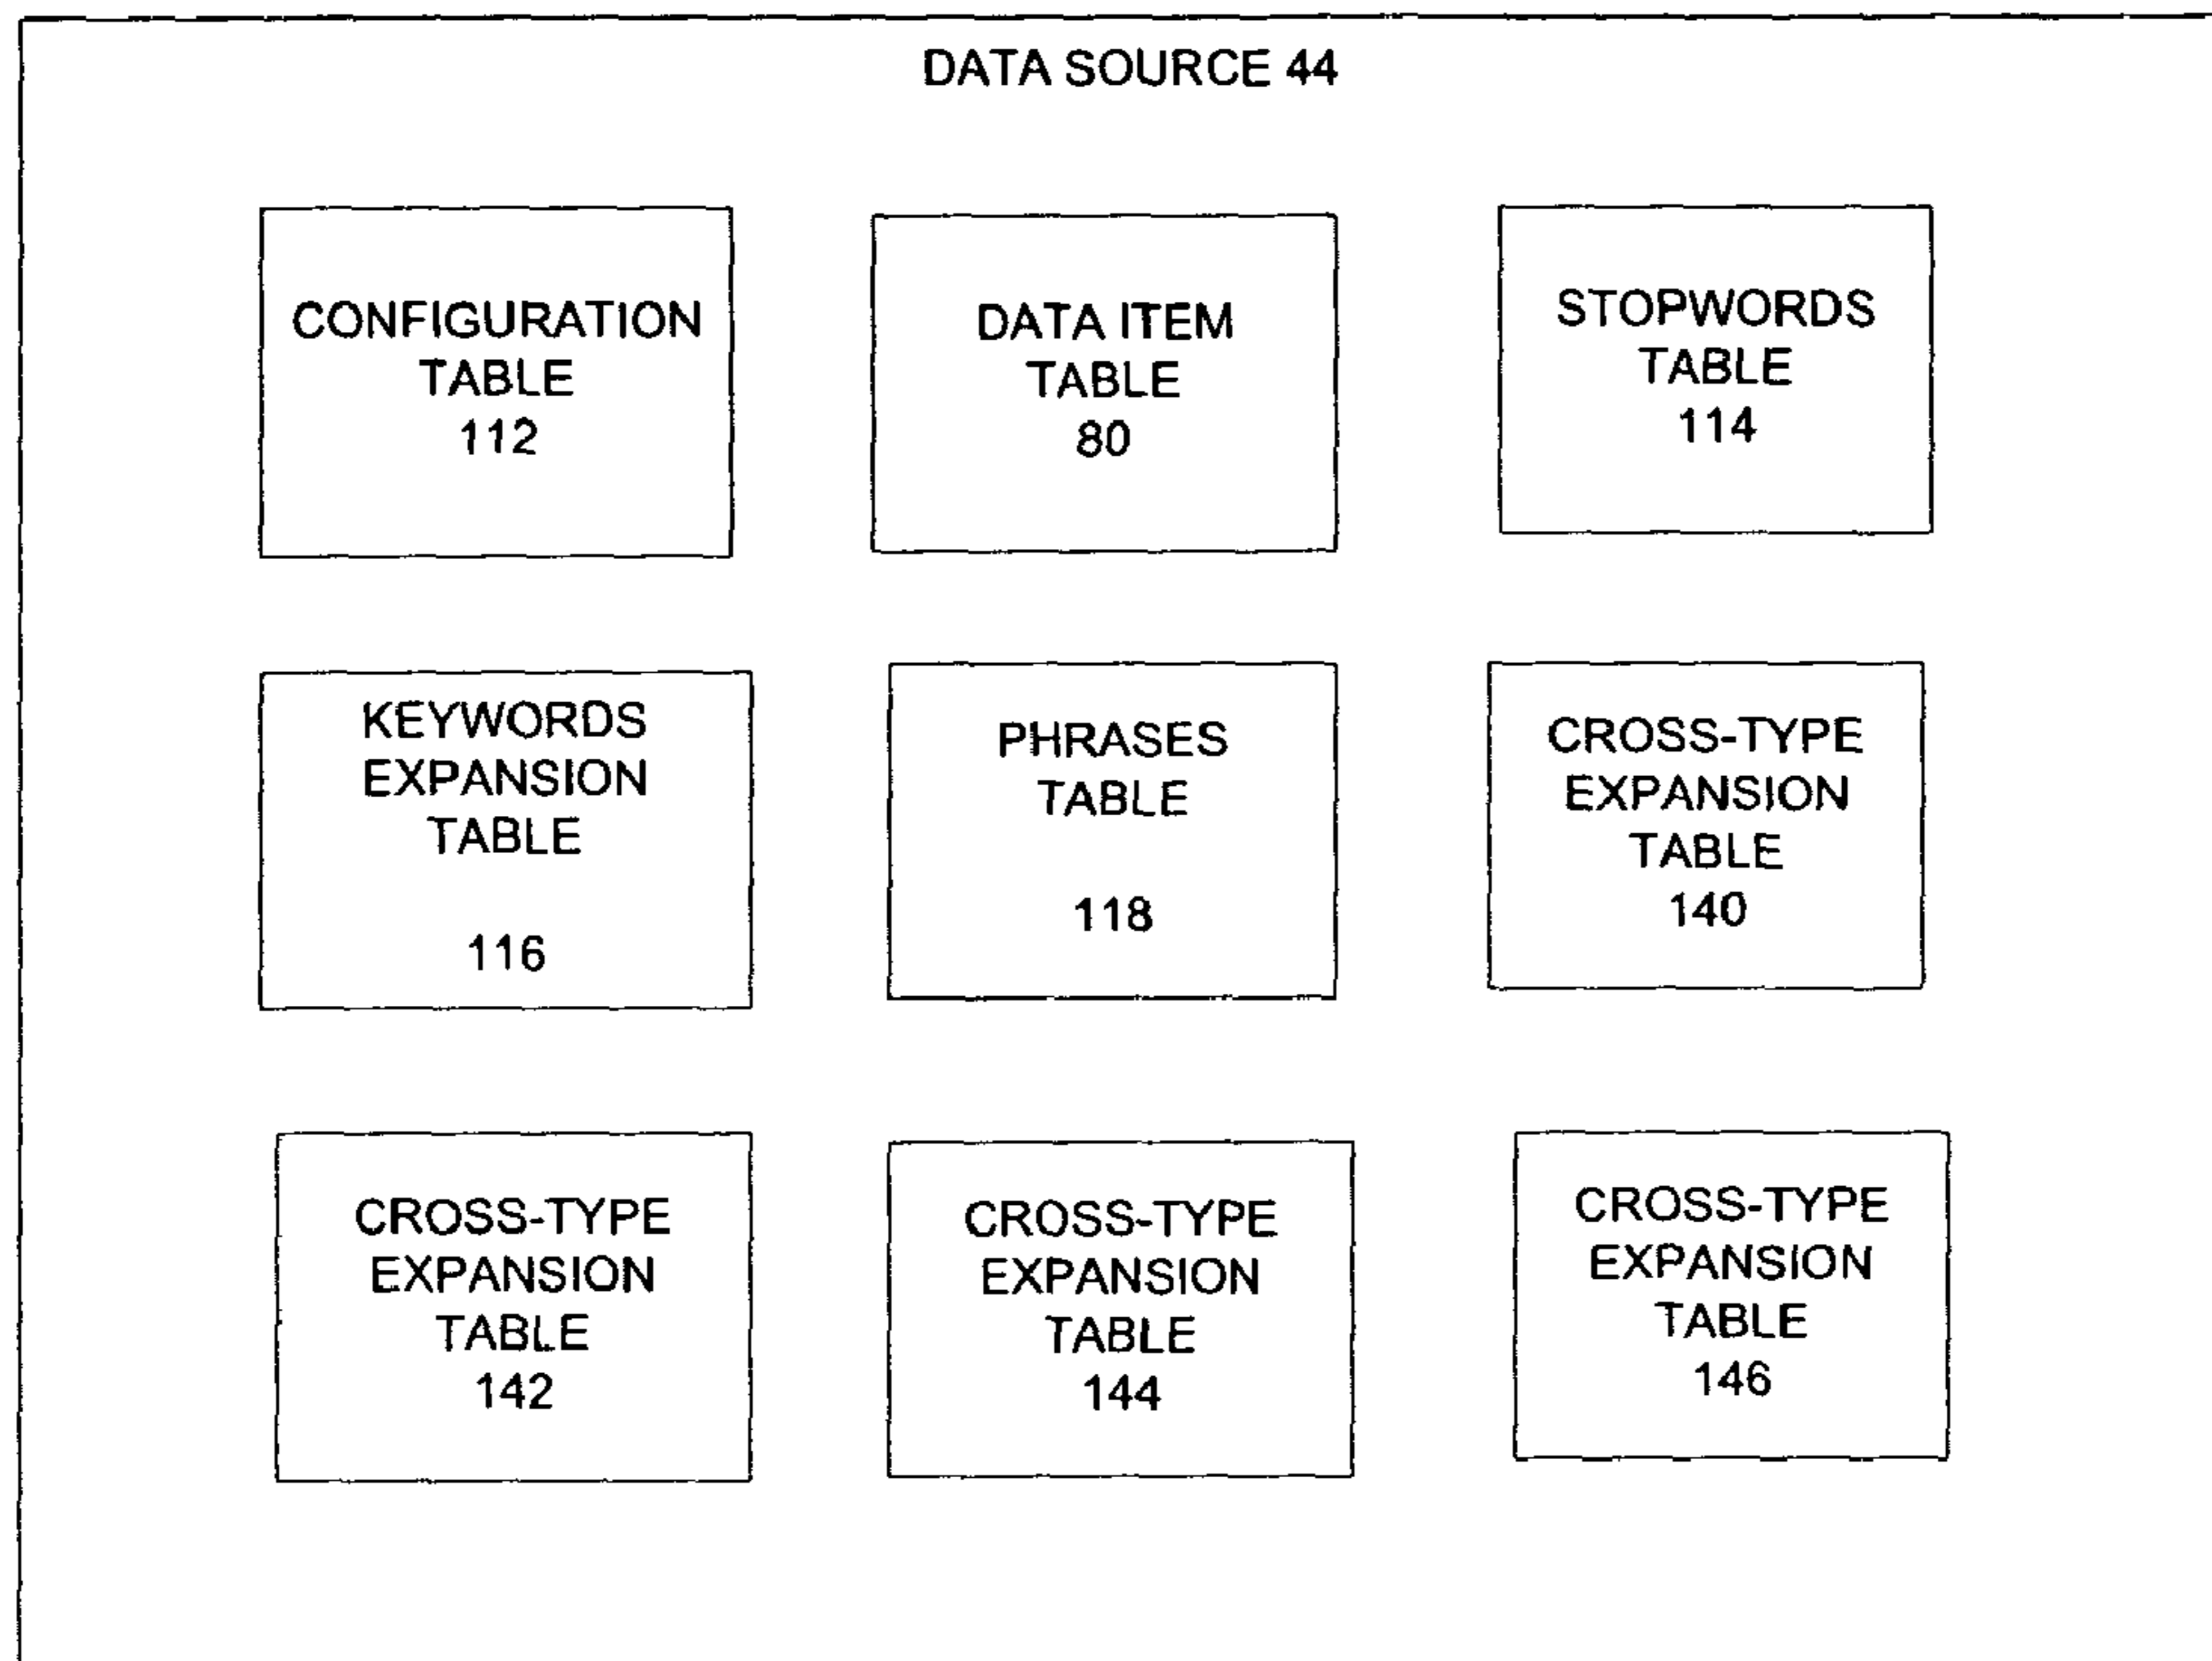 DATA SOURCE 44
CONFIGURATION
TABLE
112
DATA ITEM
TABLE
80
STOPWORDS
TABLE
114
KEYWORDS
EXPANSION
TABLE
116
PHRASES
TABLE
118
CROSS-TYPE
EXPANSION
TABLE
140
CROSS-TYPE
EXPANSION
TABLE
142
CROSS-TYPE
EXPANSION
TABLE
144
CROSS-TYPE
EXPANSION
TABLE
146